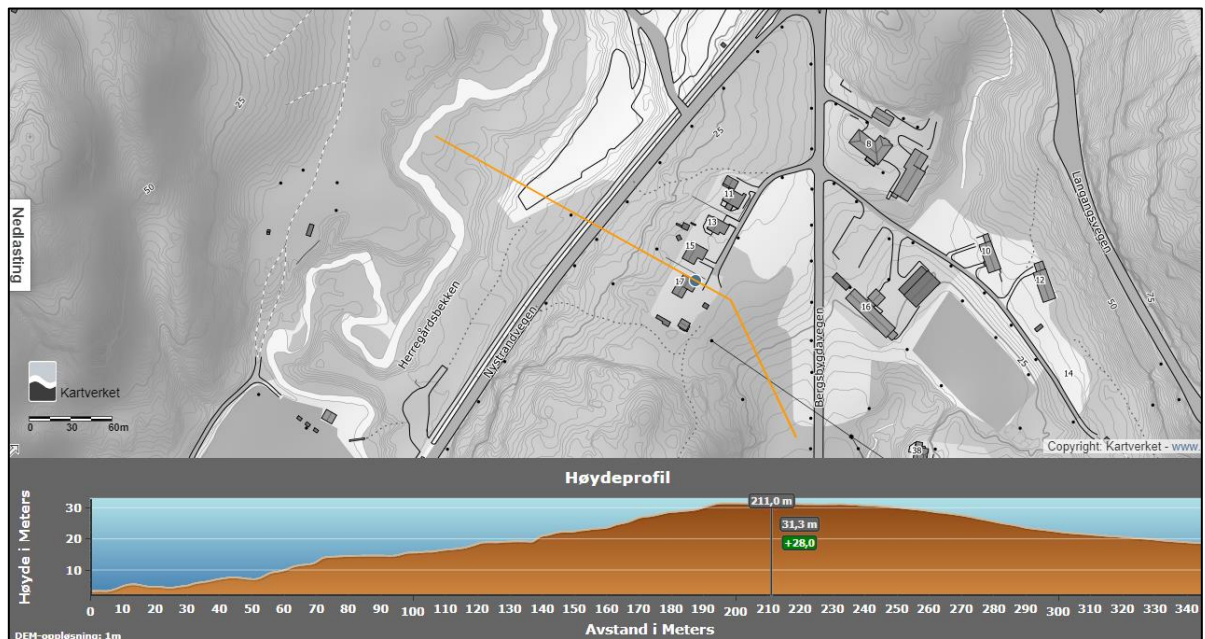 25
50
8
11
13
15
17
10
12
16
14
25
25
50
75
38
8
Langangsvegen
Nedlasting
Herregårdsbekken
Nystrandvegen
Bergsbygdavegen
Kartverket
0 30 60m
Copyright: Kartverket - www.
Høydeprofil
Høyde i Meters
30
20
10
211,0 m
31,3 m
+28,0
0 10 20 30 40 50 60 70 80 90 100 110 120 130 140 150 160 170 180 190 200 210 220 230 240 250 260 270 280 290 300 310 320 330 340
Avstand i Meters
DEM-oppløsning: 1m